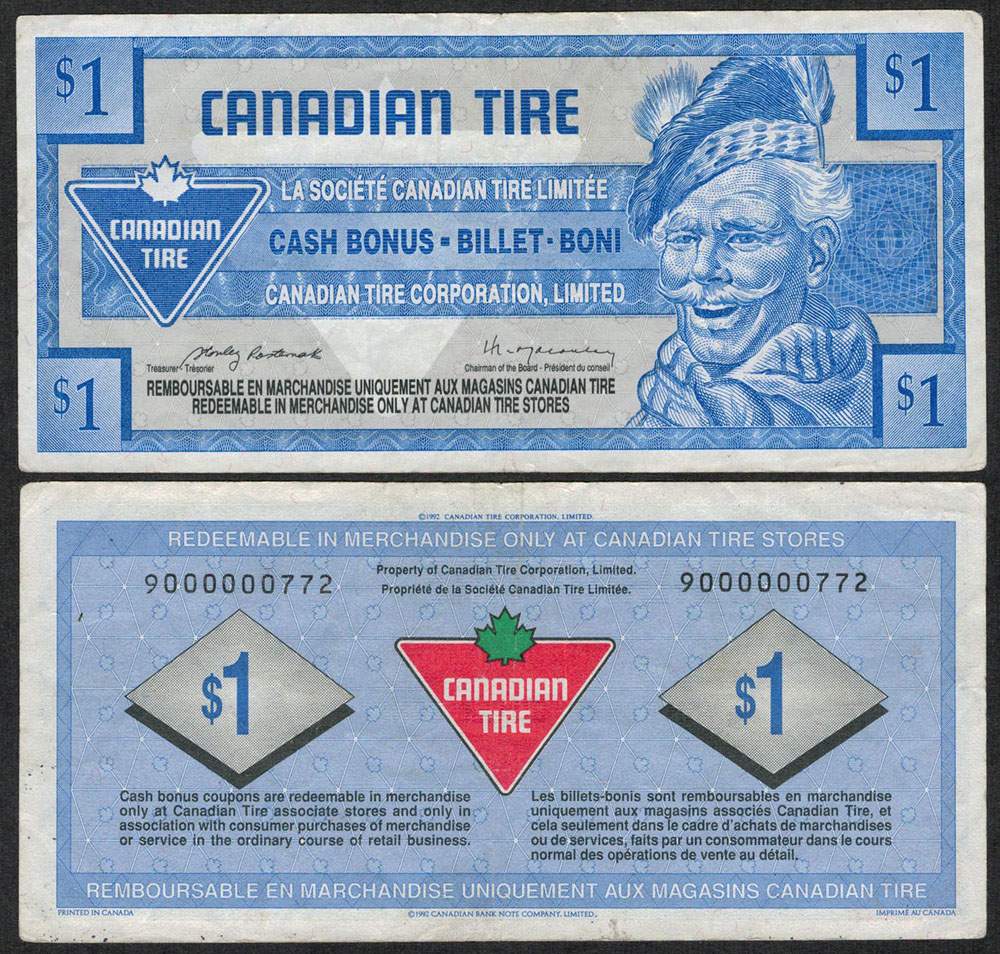 $1
$1
CANADIAN TIRE
LA SOCIÉTÉ CANADIAN TIRE LIMITÉE
CANADIAN
TIRE
CASH BONUS = BILLET - BONI
CANADIAN TIRE CORPORATION, LIMITED
Treasurer - Trésorier
Chairman of the Board - Président du conseil
REMBOURSABLE EN MARCHANDISE UNIQUEMENT AUX MAGASINS CANADIAN TIRE
REDEEMABLE IN MERCHANDISE ONLY AT CANADIAN TIRE STORES
$1
$1
©1992 CANADIAN TIRE CORPORATION, LIMITED.
REDEEMABLE IN MERCHANDISE ONLY AT CANADIAN TIRE STORES
Property of Canadian Tire Corporation, Limited.
Propriété de la Société Canadian Tire Limitée.
9000000772
9000000772
$1
CANADIAN
TIRE
$1
Cash bonus coupons are redeemable in merchandise
only at Canadian Tire associate stores and only in
association with consumer purchases of merchandise
or service in the ordinary course of retail business.
Les billets-bonis sont remboursables en marchandise
uniquement aux magasins associés Canadian Tire, et
cela seulement dans le cadre d'achats de marchandises
ou de services, faits par un consommateur dans le cours
normal des opérations de vente au détail.
REMBOURSABLE EN MARCHANDISE UNIQUEMENT AUX MAGASINS CANADIAN TIRE
PRINTED IN CANADA
©1992 CANADIAN BANK NOTE COMPANY, LIMITED.
IMPRIMÉ AU CANADA